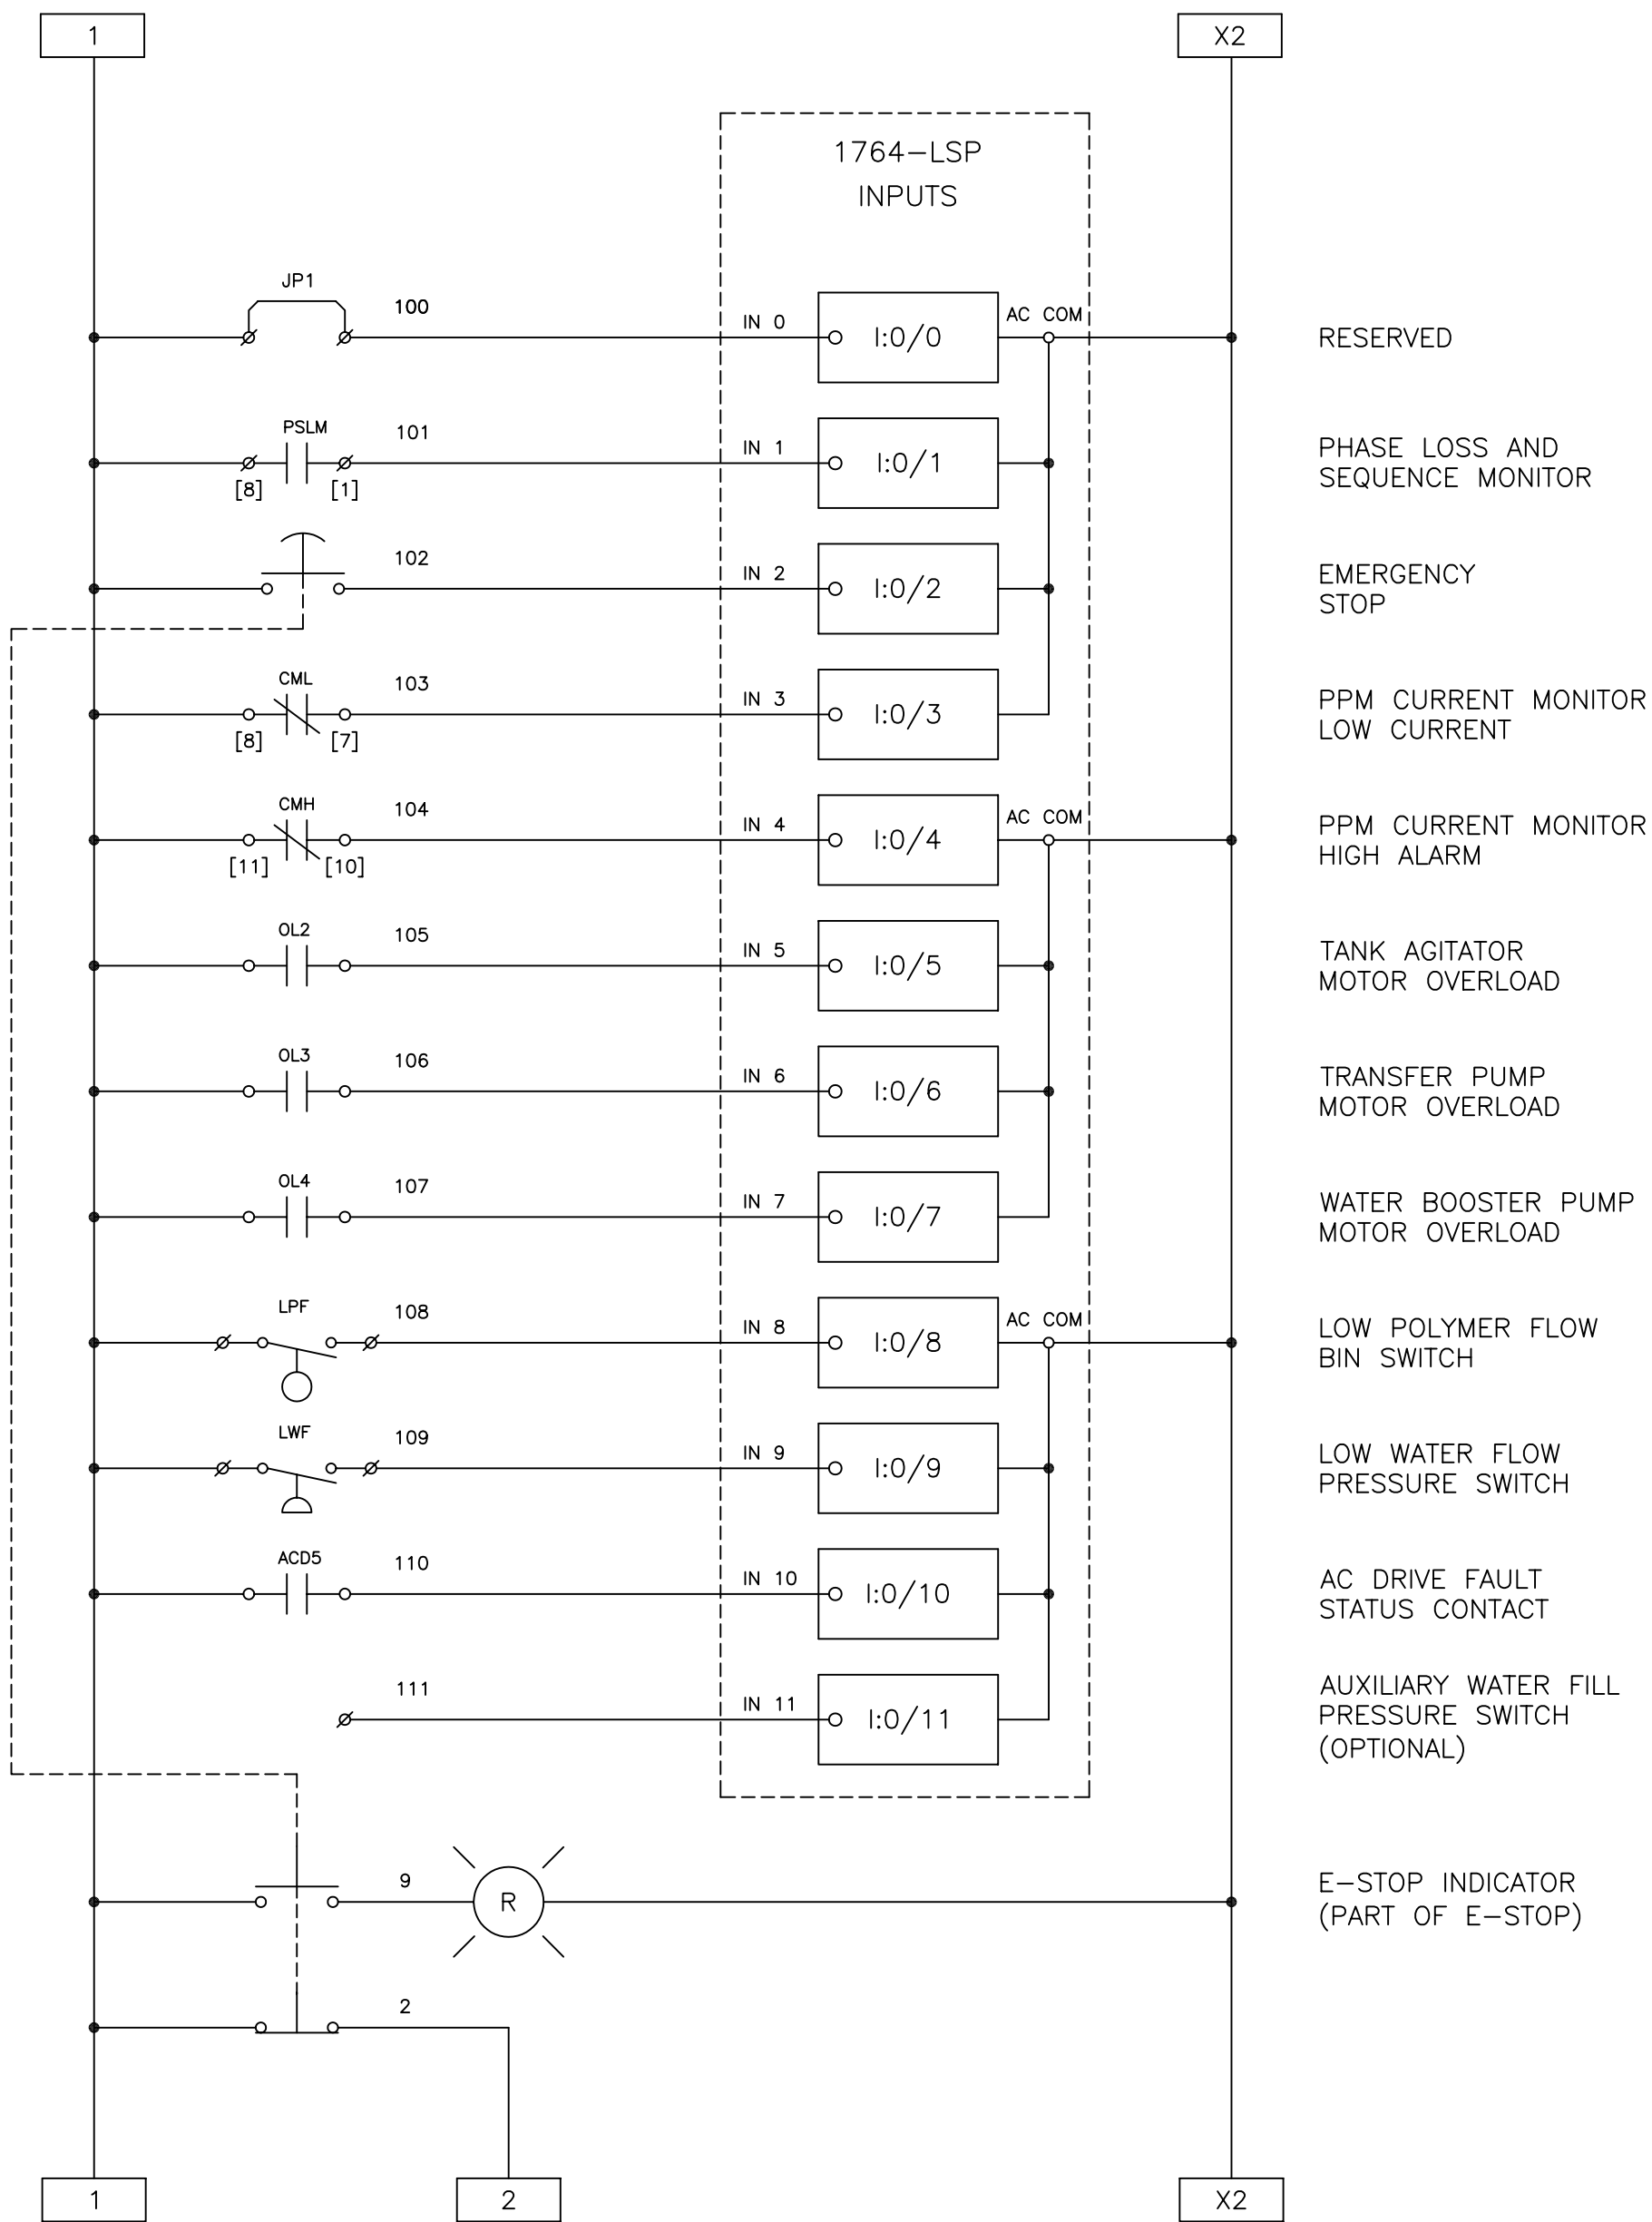 1
X2
1764-LSP
INPUTS
JP1
100
IN 0
I:0/0
AC COM
RESERVED
PSLM
101
IN 1
I:0/1
[8]
[1]
PHASE LOSS AND
SEQUENCE MONITOR
102
IN 2
I:0/2
EMERGENCY
STOP
CML
103
IN 3
I:0/3
[8]
[7]
PPM CURRENT MONITOR
LOW CURRENT
CMH
104
IN 4
I:0/4
AC COM
[11]
[10]
PPM CURRENT MONITOR
HIGH ALARM
OL2
105
IN 5
I:0/5
TANK AGITATOR
MOTOR OVERLOAD
OL3
106
IN 6
I:0/6
TRANSFER PUMP
MOTOR OVERLOAD
OL4
107
IN 7
I:0/7
WATER BOOSTER PUMP
MOTOR OVERLOAD
LPF
108
IN 8
I:0/8
AC COM
LOW POLYMER FLOW
BIN SWITCH
LWF
109
IN 9
I:0/9
LOW WATER FLOW
PRESSURE SWITCH
ACD5
110
IN 10
I:0/10
AC DRIVE FAULT
STATUS CONTACT
111
IN 11
I:0/11
AUXILIARY WATER FILL
PRESSURE SWITCH
(OPTIONAL)
9
R
E-STOP INDICATOR
(PART OF E-STOP)
2
1
2
X2